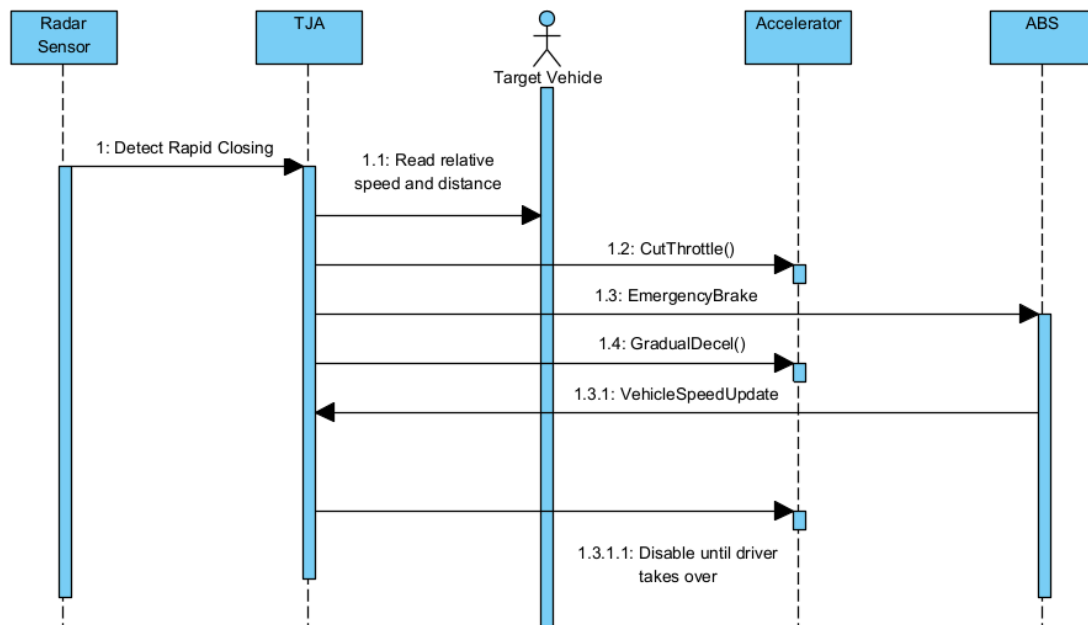 Radar
Sensor
TJA
Target Vehicle
Accelerator
ABS
1: Detect Rapid Closing
1.1: Read relative
speed and distance
1.2: CutThrottle()
1.3: EmergencyBrake
1.4: GradualDecel()
1.3.1: VehicleSpeedUpdate
1.3.1.1: Disable until driver
takes over